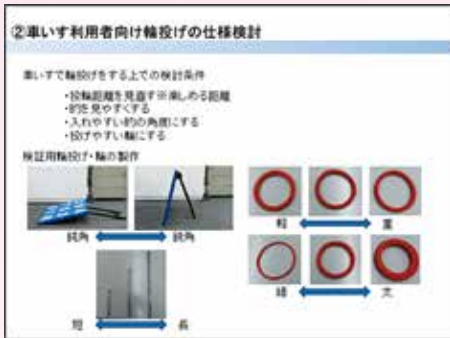 ②車いす利用者向け輪投げの仕様検討
車いすで輪投げをする上での検討条件
・投輪距離を見直す※楽しめる距離
・的を見やすくする
・入れやすい的の角度にする
・投げやすい輪にする
検証用輪投げ・輪の製作
鈍角 鈍角
軽 重
細 太
短 長